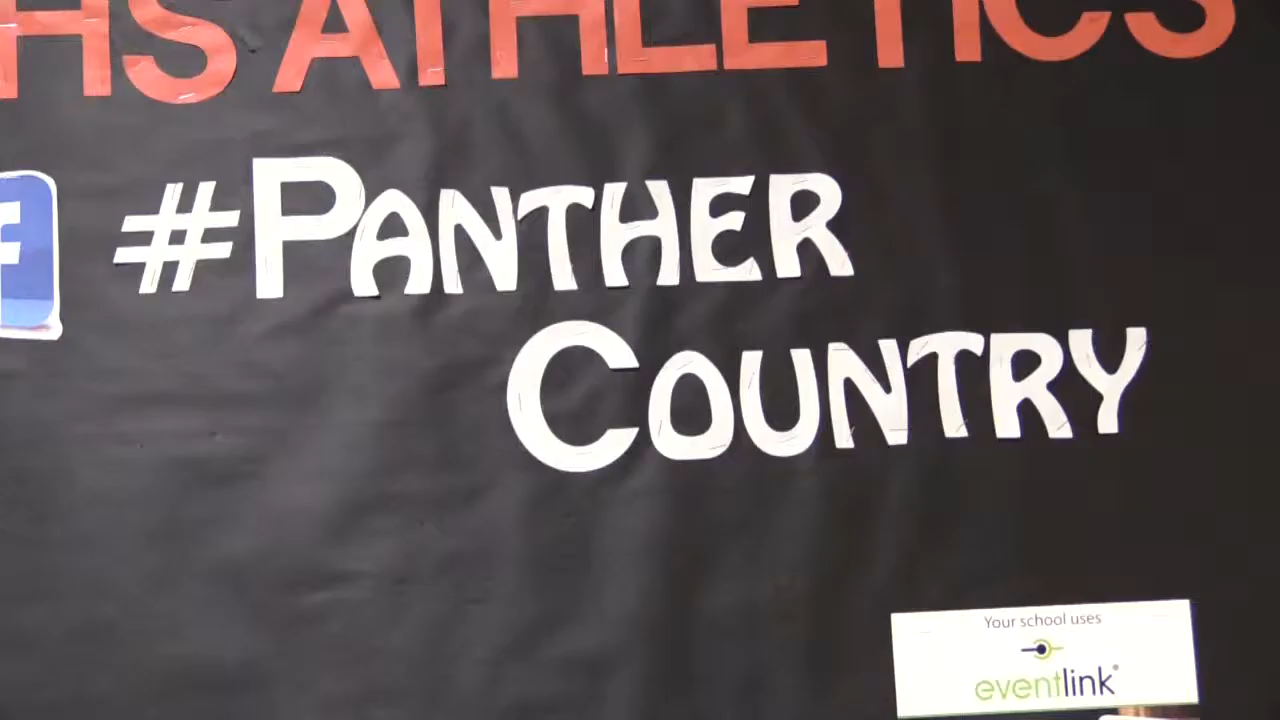 HS ATHLETICS
f
#PANTHER
COUNTRY
Your school uses
eventlink